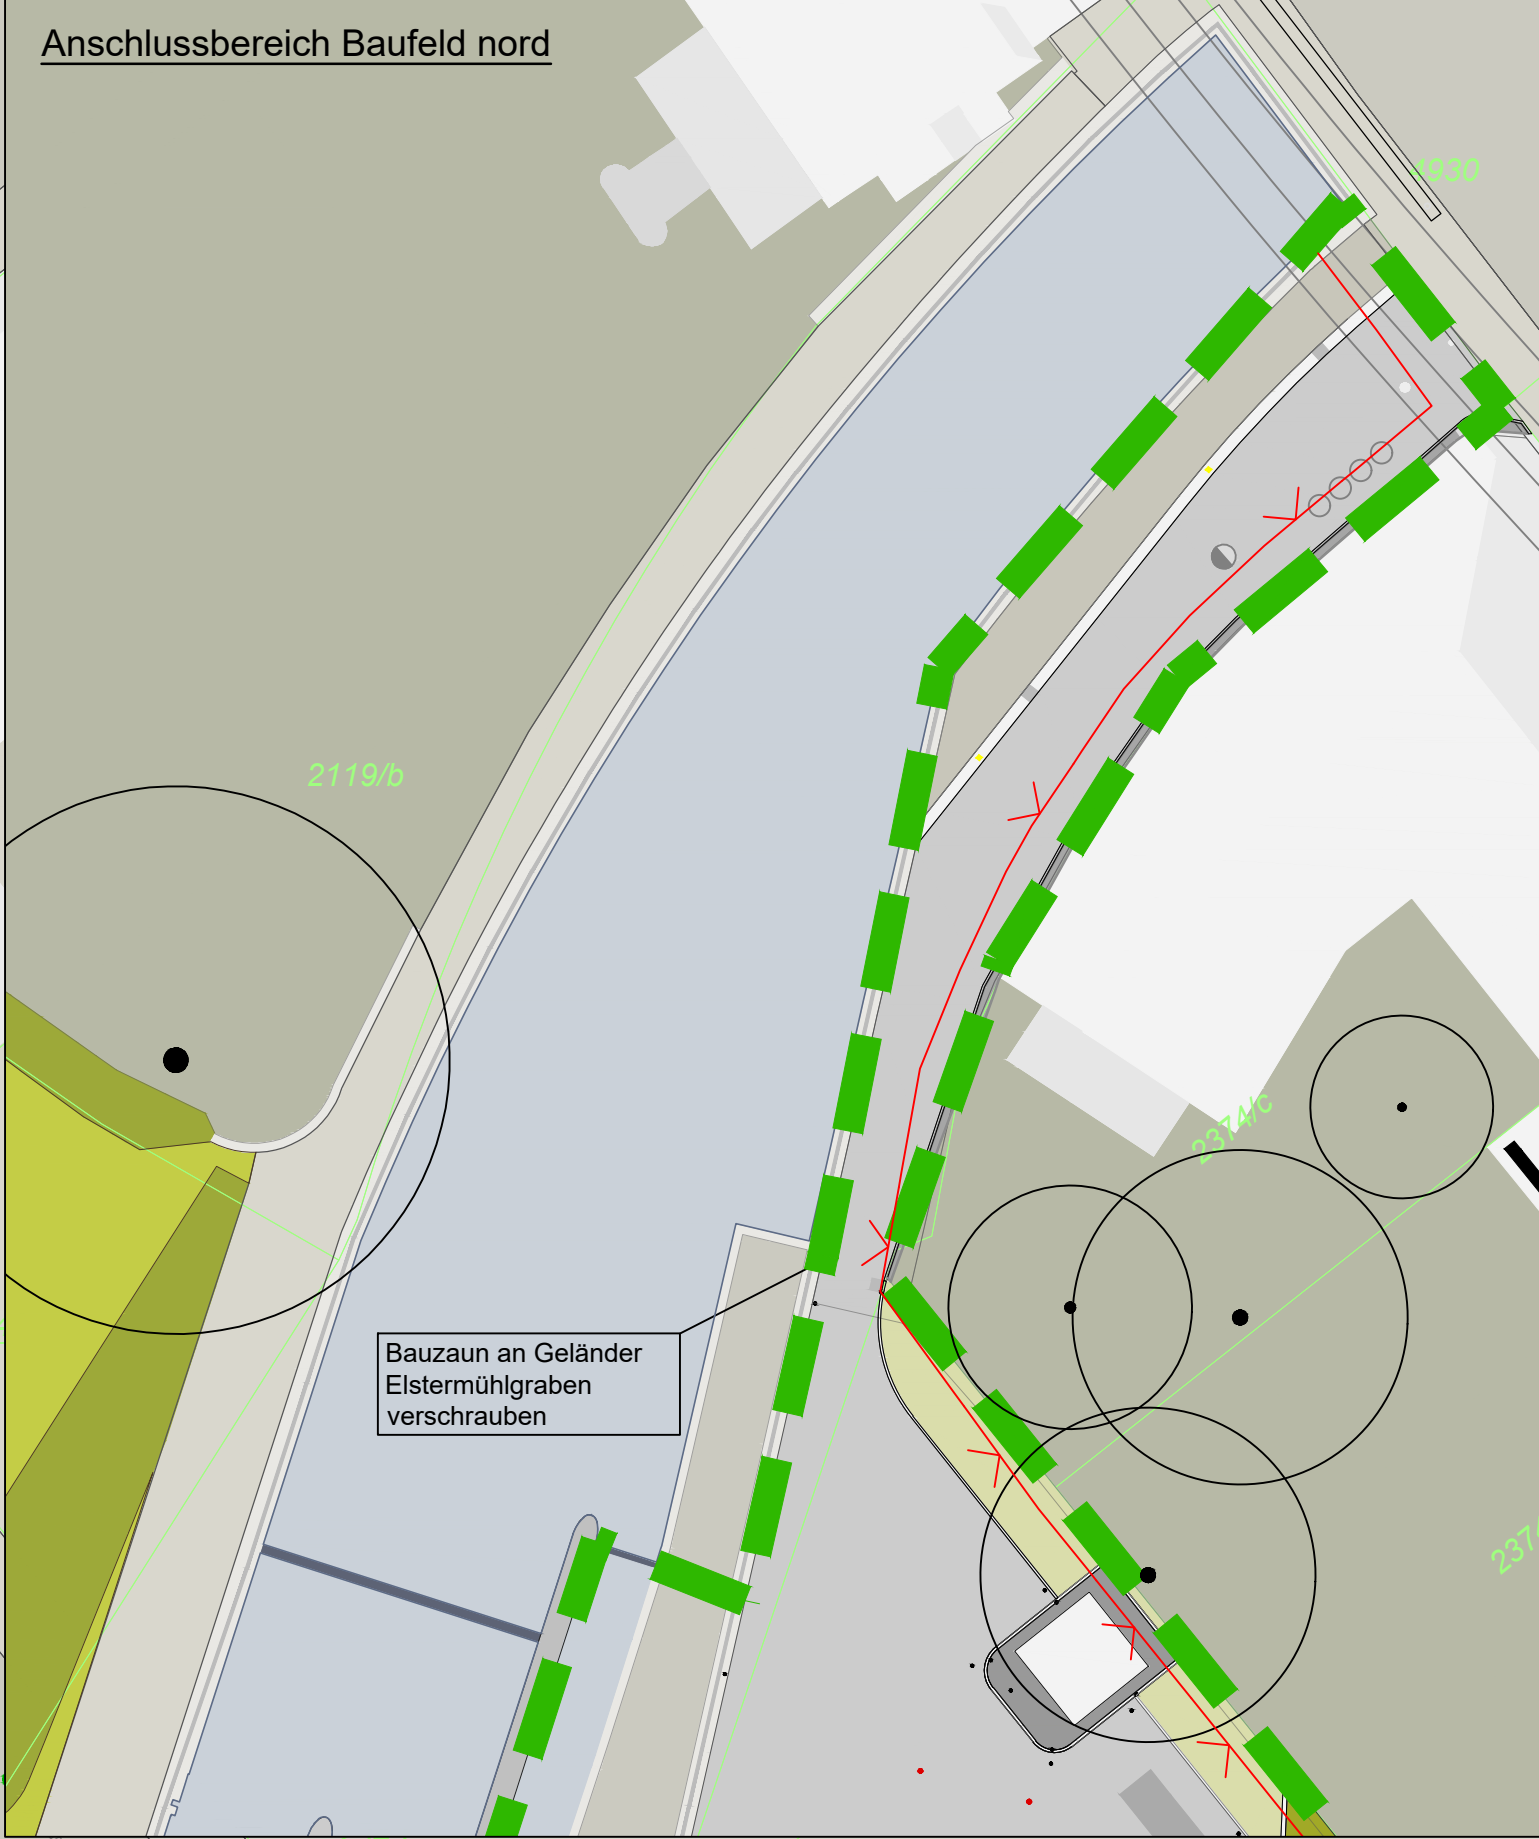 Anschlussbereich Baufeld nord
4930
2119/b
2374/c
Bauzaun an Geländer
Elstermühlgraben
verschrauben